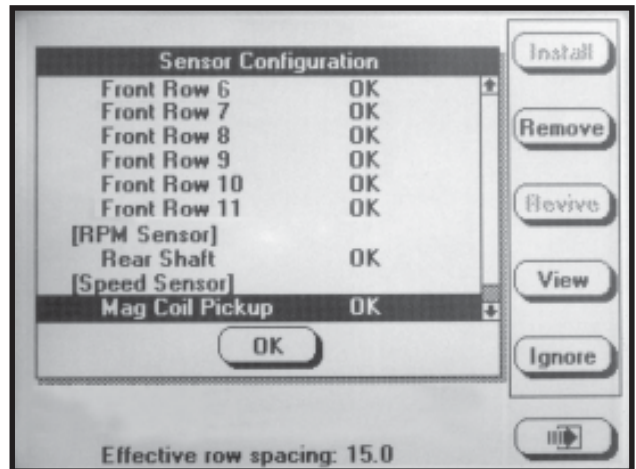 Sensor Configuration
Front Row 6 OK
Front Row 7 OK
Front Row 8 OK
Front Row 9 OK
Front Row 10 OK
Front Row 11 OK
[RPM Sensor]
Rear Shaft OK
[Speed Sensor]
Mag Coil Pickup OK
OK
Effective row spacing: 15.0
Install
Remove
Revive
View
Ignore